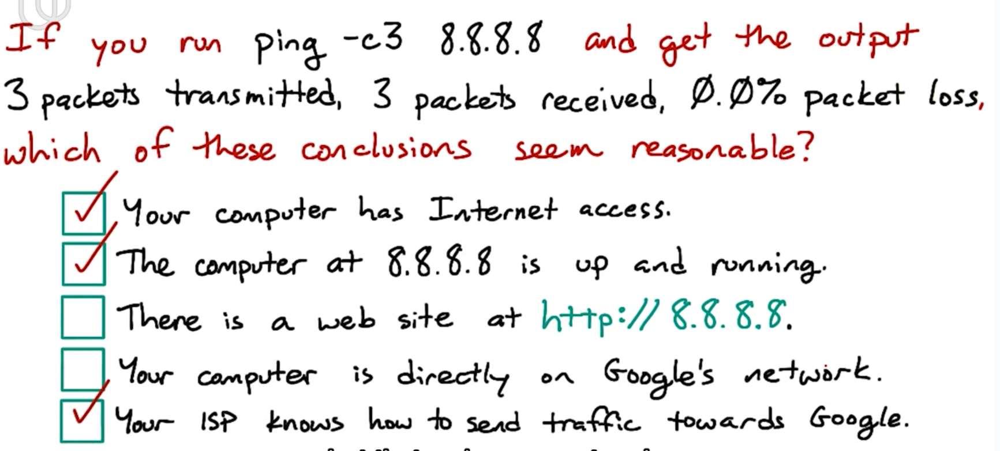 If you run ping -c3 8.8.8.8 and get the output
3 packets transmitted, 3 packets received, 0.0% packet loss,
which of these conclusions seem reasonable?
Your computer has Internet access.
The computer at 8.8.8.8 is up and running.
There is a web site at http://8.8.8.8.
Your computer is directly on Google's network.
Your ISP knows how to send traffic towards Google.